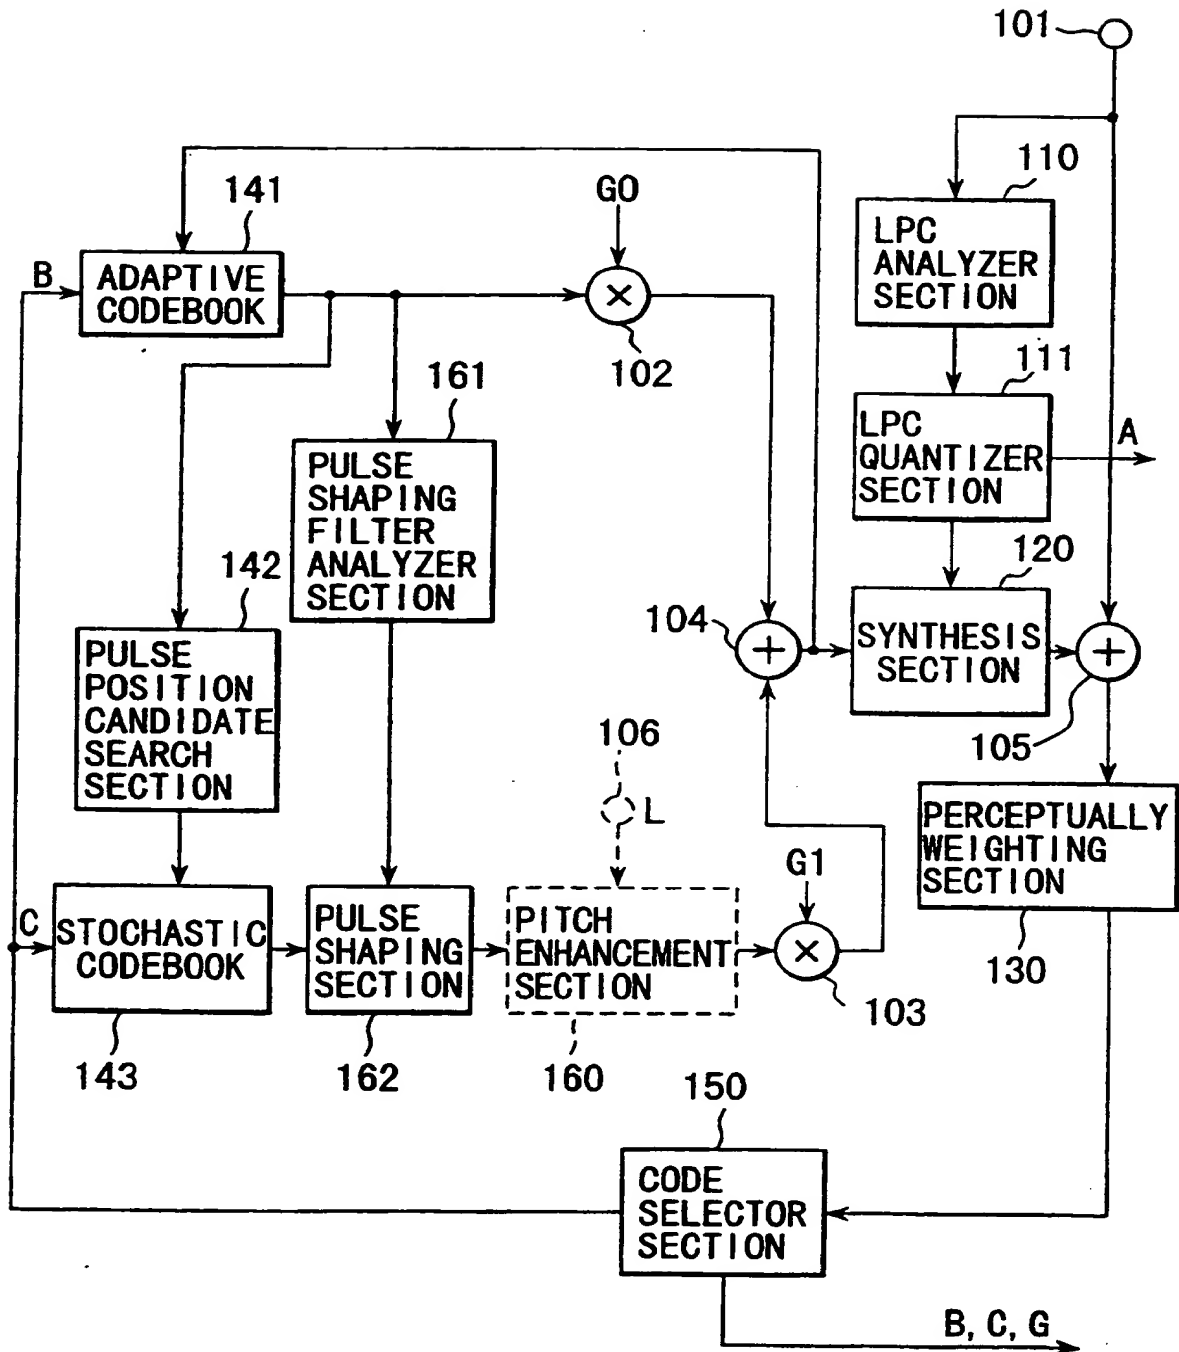 101
110
LPC
ANALYZER
SECTION
141
G0
B
ADAPTIVE
CODEBOOK
×
102
111
LPC
QUANTIZER
SECTION
A
161
PULSE
SHAPING
FILTER
ANALYZER
SECTION
142
PULSE
POSITION
CANDIDATE
SEARCH
SECTION
120
104
+
SYNTHESIS
SECTION
+
105
106
L
PERCEPTUALLY
WEIGHTING
SECTION
130
G1
C
STOCHASTIC
CODEBOOK
143
PULSE
SHAPING
SECTION
162
PITCH
ENHANCEMENT
SECTION
160
×
103
150
CODE
SELECTOR
SECTION
B, C, G